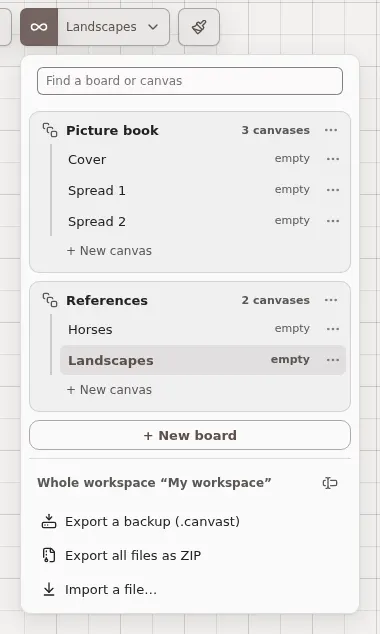 Landscapes
Find a board or canvas
Picture book 3 canvases ···
Cover empty ···
Spread 1 empty ···
Spread 2 empty ···
+ New canvas
References 2 canvases ···
Horses empty ···
Landscapes empty ···
+ New canvas
+ New board
Whole workspace “My workspace”
Export a backup (.canvast)
Export all files as ZIP
Import a file…